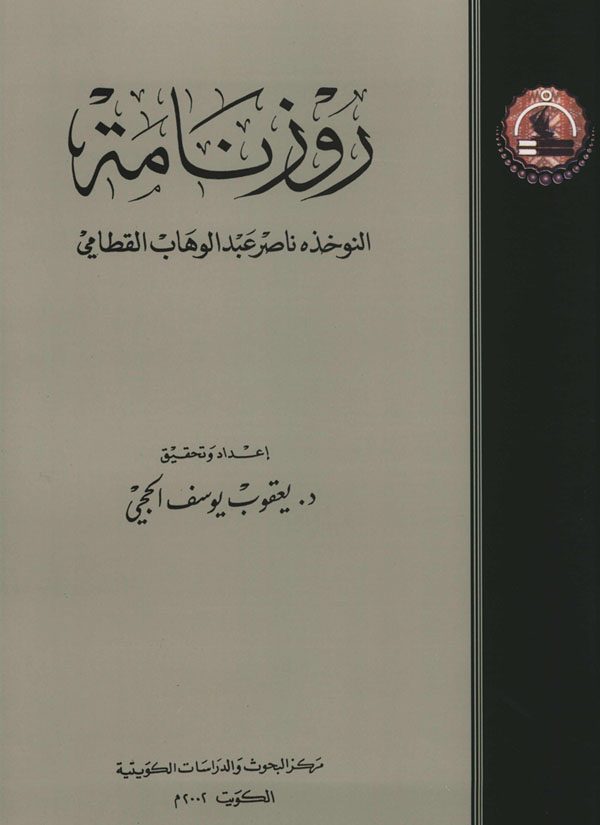 روزنامة
النوخذه ناصر عبد الوهاب القطامي
إعداد وتحقيق
د. يعقوب يوسف الحجي
مركز البحوث والدراسات الكويتية
الكويت ٢٠٠٢م